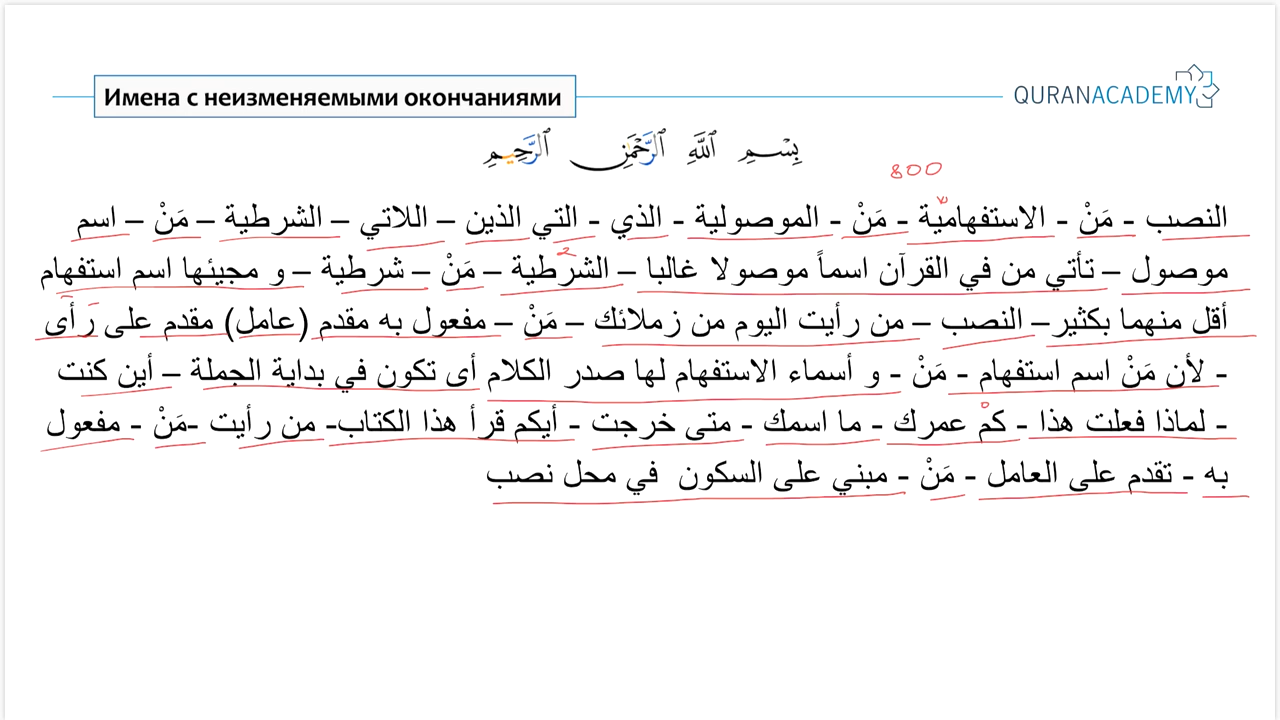 Имена с неизменяемыми окончаниями
QURANACADEMY
بِسْمِ ٱللَّهِ ٱلرَّحْمَٰنِ ٱلرَّحِيمِ
800
النصب - مَنْ - الاستفهامية - مَنْ - الموصولية - الذي - التي الذين – اللاتي – الشرطية – مَنْ – اسم
موصول – تأتي من في القرآن اسماً موصولا غالبا – الشرطية – مَنْ – شرطية – و مجيئها اسم استفهام
أقل منهما بكثير– النصب – من رأيت اليوم من زملائك – مَنْ – مفعول به مقدم (عامل) مقدم على رَأَى
- لأن مَنْ اسم استفهام - مَنْ - و أسماء الاستفهام لها صدر الكلام أى تكون في بداية الجملة – أين كنت
- لماذا فعلت هذا - كمْ عمرك - ما اسمك - متى خرجت - أيكم قرأ هذا الكتاب- من رأيت -مَنْ - مفعول
به - تقدم على العامل - مَنْ - مبني على السكون في محل نصب